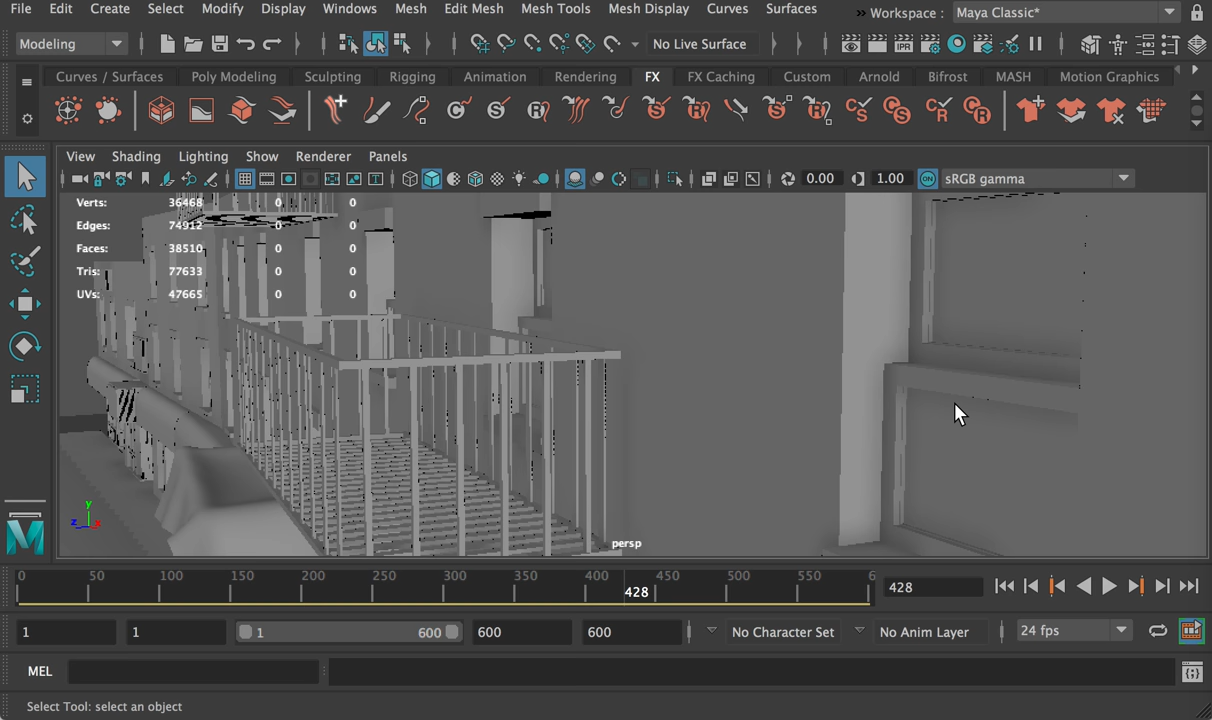 File Edit Create Select Modify Display Windows Mesh Edit Mesh Mesh Tools Mesh Display Curves Surfaces » Workspace : Maya Classic*
Modeling No Live Surface IPR
Curves / Surfaces Poly Modeling Sculpting Rigging Animation Rendering FX FX Caching Custom Arnold Bifrost MASH Motion Graphics
View Shading Lighting Show Renderer Panels
0.00 1.00 ON sRGB gamma
Verts: 36468 0 0
Edges: 74912 0 0
Faces: 38510 0 0
Tris: 77633 0 0
UVs: 47665 0 0
y
z x
persp
0 50 100 150 200 250 300 350 400 450 500 550 6
428
428
1 1 1 600 600 600 No Character Set No Anim Layer 24 fps
MEL
Select Tool: select an object